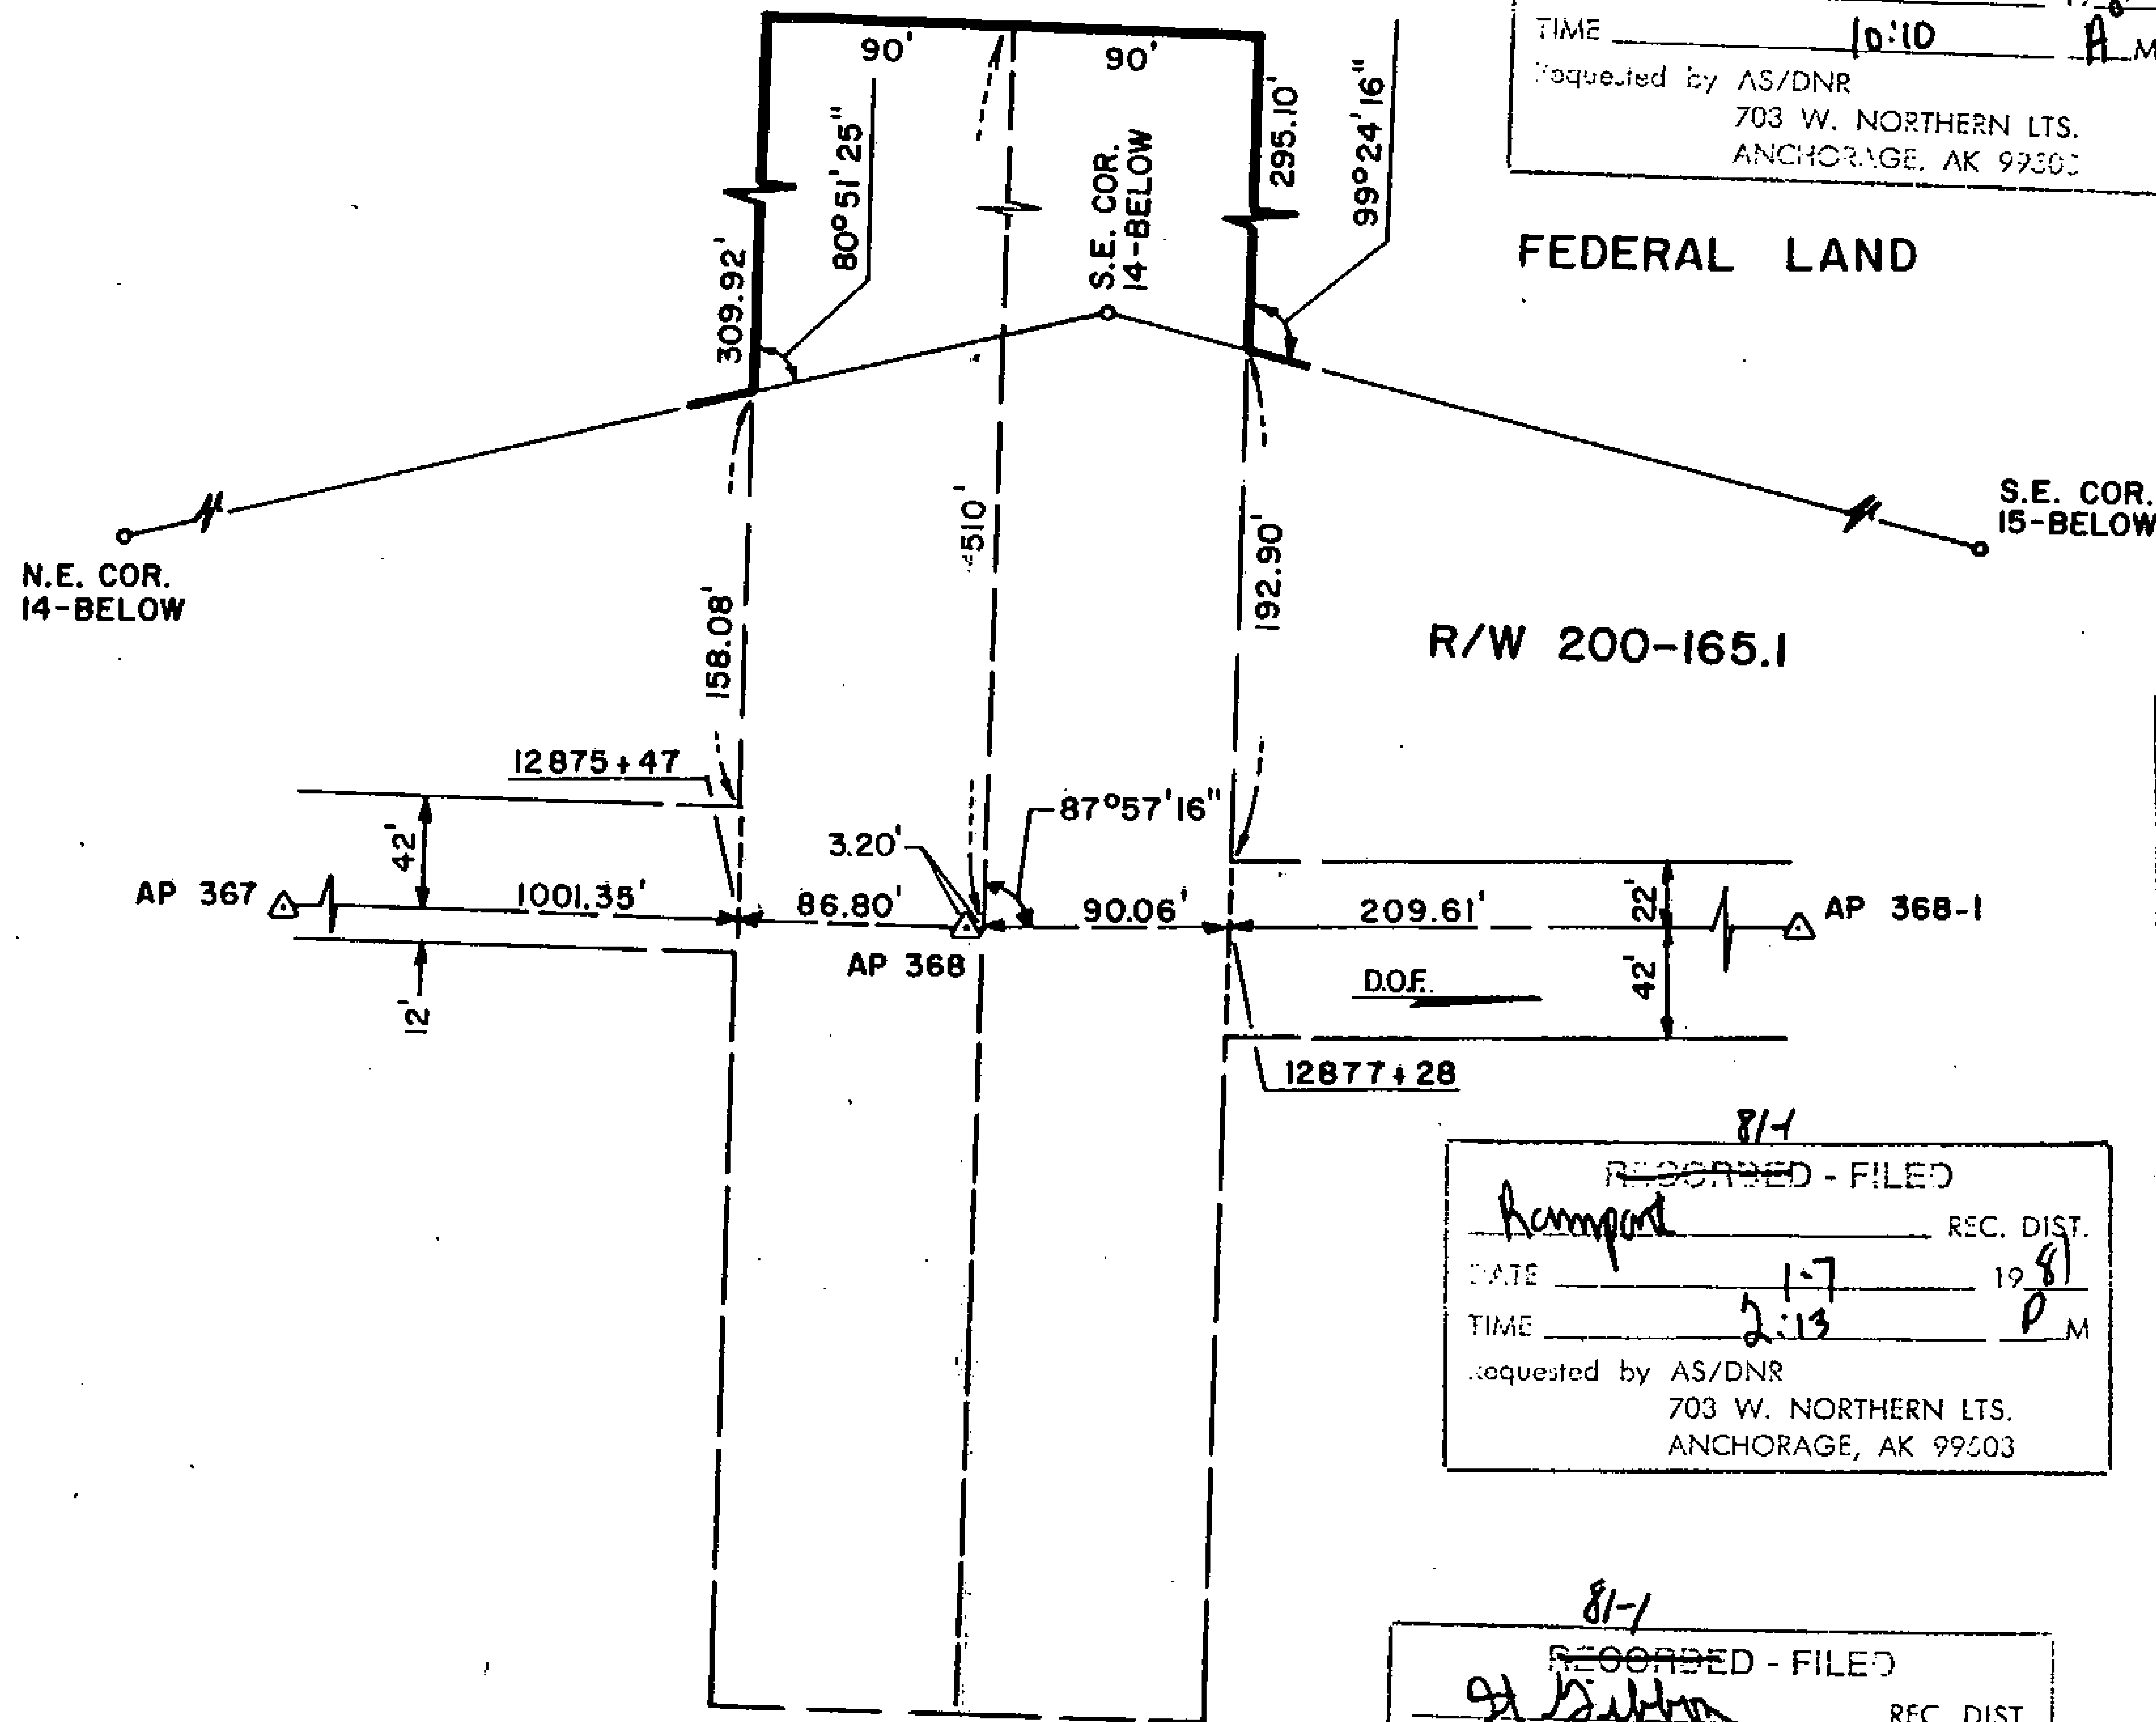 TIME 10:10 A M
Requested by AS/DNR
703 W. NORTHERN LTS.
ANCHORAGE, AK
90'
90'
80°51'25"
295.10'
99°24'16"
S.E. COR.
14-BELOW
309.92'
FEDERAL LAND
N.E. COR.
14-BELOW
S.E. COR.
15-BELOW
510'
192.90'
158.08'
R/W 200-165.1
12875+47
87°57'16"
3.20'
42'
AP 367
1001.35'
86.80'
90.06'
209.61'
22'
AP 368-1
AP 368
D.O.F.
42'
12'
12877+28
81-1
RECORDED - FILED
Rampart REC. DIST.
DATE 1-7 19 81
TIME 2:13 P M
Requested by AS/DNR
703 W. NORTHERN LTS.
ANCHORAGE, AK 99503
81-1
RECORDED - FILED
REC. DIST.